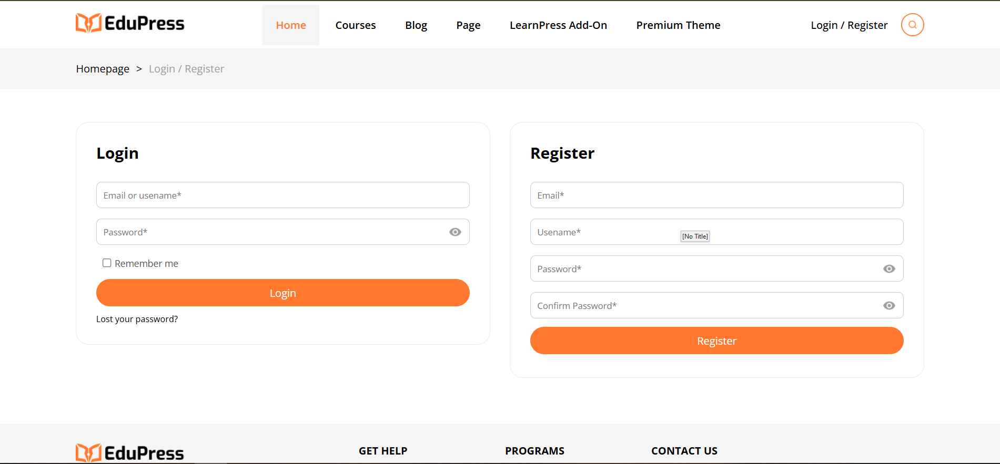 EduPress
Home Courses Blog Page LearnPress Add-On Premium Theme Login / Register
Homepage > Login / Register
Login
Email or usename*
Password*
Remember me
Login
Lost your password?
Register
Email*
Usename*
[No Title]
Password*
Confirm Password*
Register
EduPress
GET HELP
PROGRAMS
CONTACT US